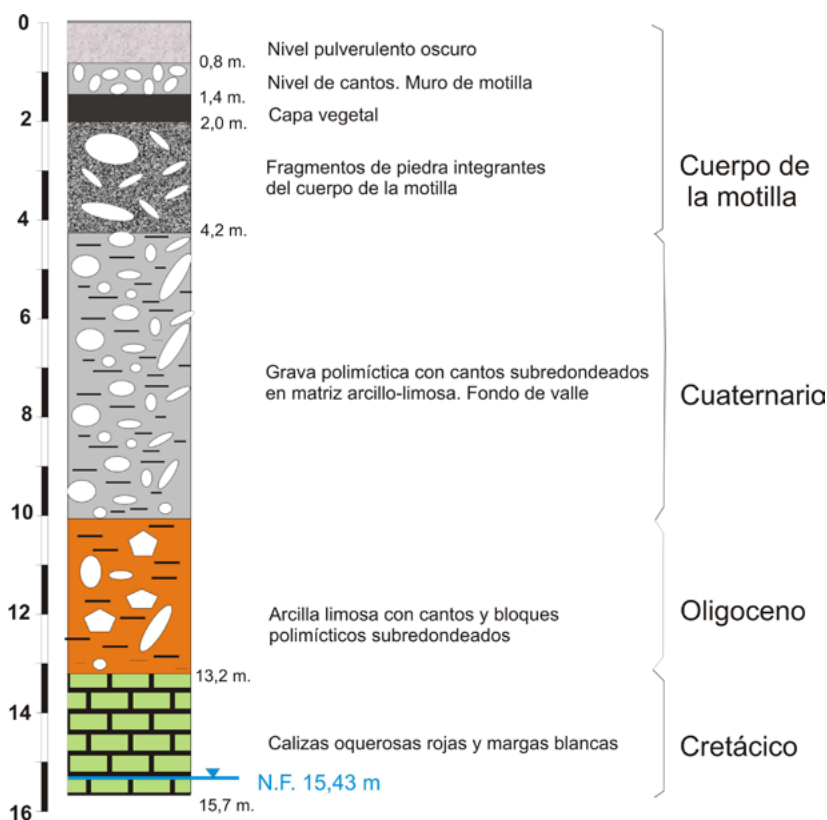 0
Nivel pulverulento oscuro
0,8 m.
Nivel de cantos. Muro de motilla
1,4 m.
Capa vegetal
2
2,0 m.
Fragmentos de piedra integrantes
del cuerpo de la motilla
Cuerpo de
la motilla
4
4,2 m.
6
Grava polimíctica con cantos subredondeados
en matriz arcillo-limosa. Fondo de valle
Cuaternario
8
10
12
Arcilla limosa con cantos y bloques
polimícticos subredondeados
Oligoceno
13,2 m.
14
Calizas oquerosas rojas y margas blancas
Cretácico
N.F. 15,43 m
15,7 m.
16